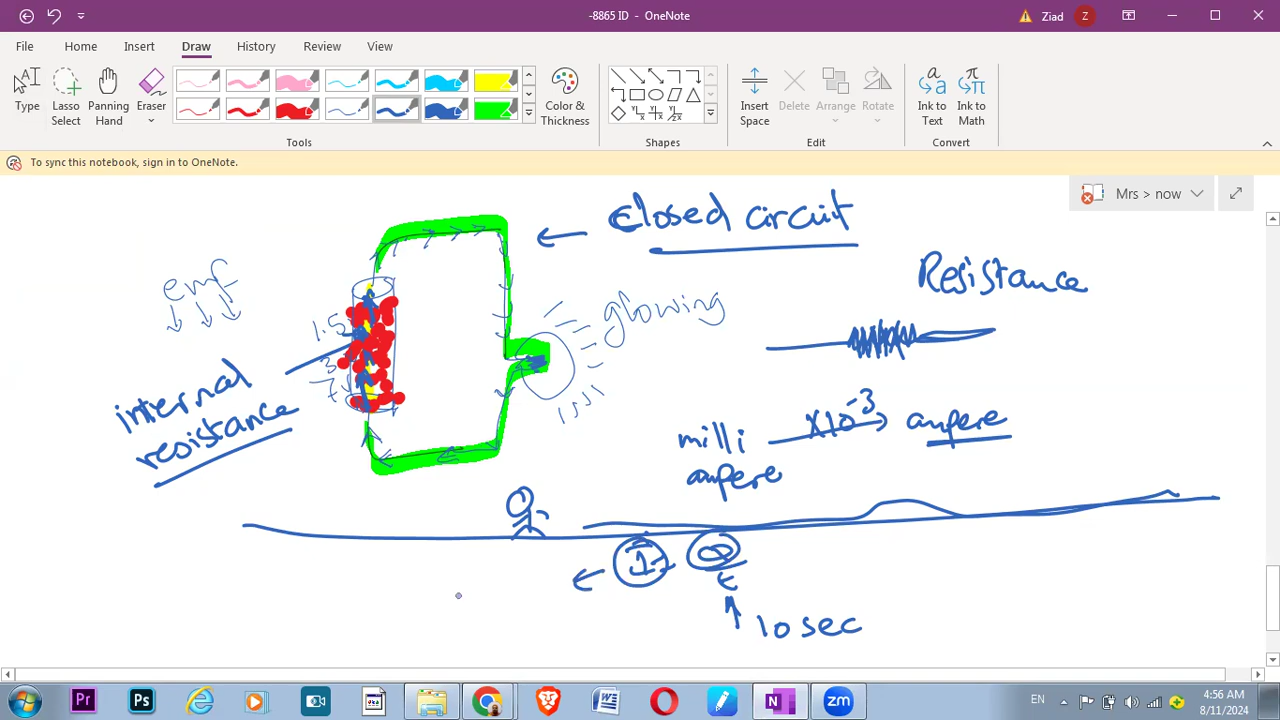 -8865 ID - OneNote
Ziad
Z
File
Home
Insert
Draw
History
Review
View
Type
Lasso Select
Panning Hand
Eraser
Color & Thickness
Insert Space
Delete
Arrange
Rotate
Ink to Text
Ink to Math
Tools
Shapes
Edit
Convert
To sync this notebook, sign in to OneNote.
Mrs > now
closed circuit
Resistance
emf
glowing
1.5
internal
resistance
milli
ampere
x10-3
ampere
10 sec
EN
4:56 AM
8/11/2024
Pr
Ps
W
N
zm